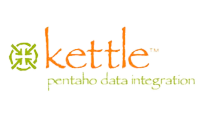 kettle™
pentaho data integration